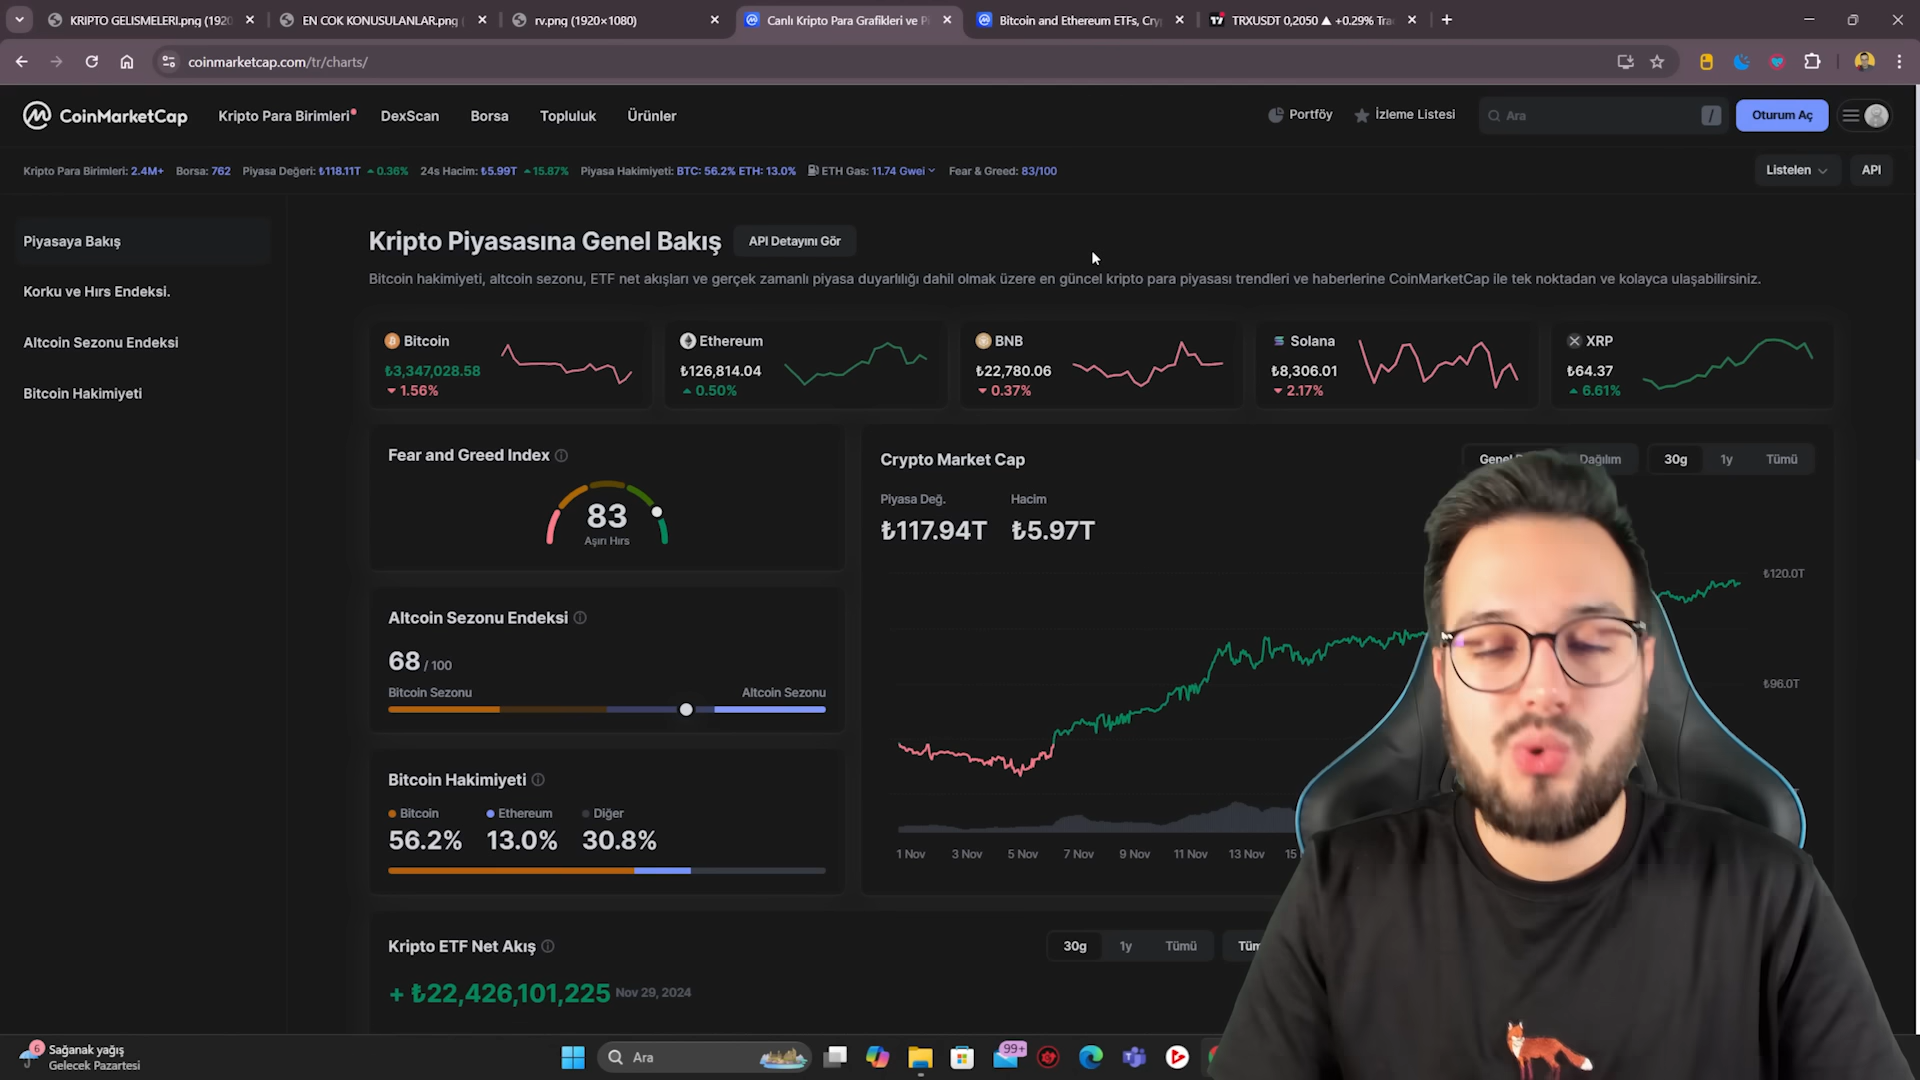 KRIPTO GELISMELERI.png (1920
EN COK KONUSULANLAR.png (
rv.png (1920×1080)
Canlı Kripto Para Grafikleri ve Pi
Bitcoin and Ethereum ETFs, Cry
TRXUSDT 0,2050 ▲ +0.29% Tra
coinmarketcap.com/tr/charts/
CoinMarketCap
Kripto Para Birimleri
DexScan
Borsa
Topluluk
Ürünler
Portföy
İzleme Listesi
Ara
/
Oturum Aç
Kripto Para Birimleri: 2.4M+ Borsa: 762 Piyasa Değeri: ₺118.11T 0.36% 24s Hacim: ₺5.99T 15.87% Piyasa Hakimiyeti: BTC: 56.2% ETH: 13.0% ETH Gas: 11.74 Gwei Fear & Greed: 83/100
Listelen
API
Piyasaya Bakış
Korku ve Hırs Endeksi.
Altcoin Sezonu Endeksi
Bitcoin Hakimiyeti
Kripto Piyasasına Genel Bakış
API Detayını Gör
Bitcoin hakimiyeti, altcoin sezonu, ETF net akışları ve gerçek zamanlı piyasa duyarlılığı dahil olmak üzere en güncel kripto para piyasası trendleri ve haberlerine CoinMarketCap ile tek noktadan ve kolayca ulaşabilirsiniz.
Bitcoin
₺3,347,028.58
1.56%
Ethereum
₺126,814.04
0.50%
BNB
₺22,780.06
0.37%
Solana
₺8,306.01
2.17%
XRP
₺64.37
6.61%
Fear and Greed Index
83
Aşırı Hırs
Altcoin Sezonu Endeksi
68 / 100
Bitcoin Sezonu
Altcoin Sezonu
Bitcoin Hakimiyeti
Bitcoin
Ethereum
Diğer
56.2%
13.0%
30.8%
Crypto Market Cap
Genel
Dağılım
30g
1y
Tümü
Piyasa Değ.
Hacim
₺117.94T
₺5.97T
₺120.0T
₺96.0T
1 Nov
3 Nov
5 Nov
7 Nov
9 Nov
11 Nov
13 Nov
15
Kripto ETF Net Akış
30g
1y
Tümü
Tüm
+ ₺22,426,101,225 Nov 29, 2024
6
Sağanak yağış
Gelecek Pazartesi
Ara
99+